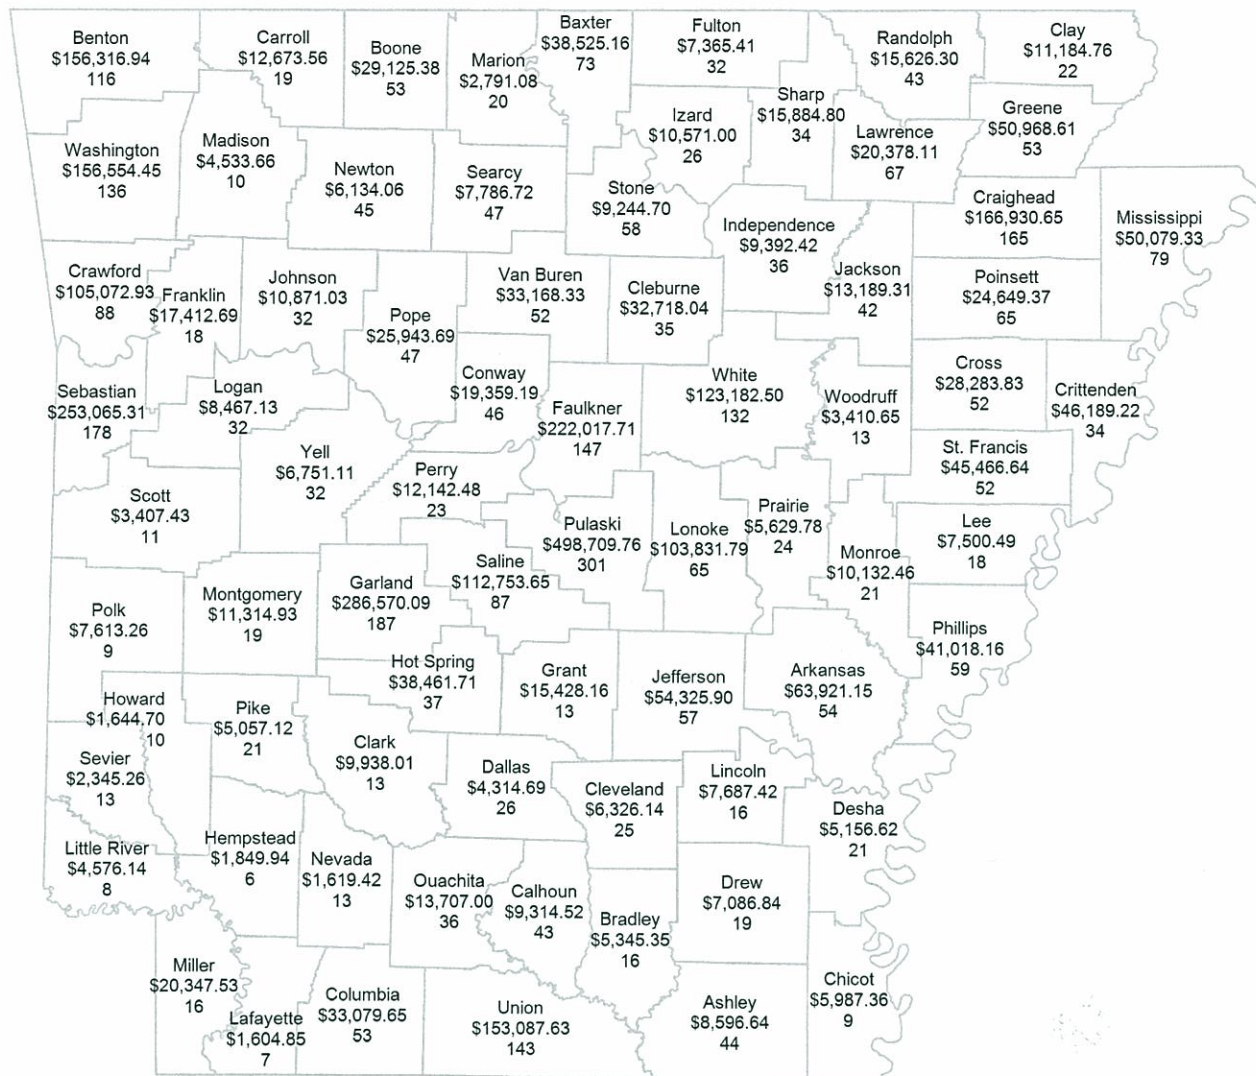 Benton
$156,316.94
116
Carroll
$12,673.56
19
Boone
$29,125.38
53
Marion
$2,791.08
20
Baxter
$38,525.16
73
Fulton
$7,365.41
32
Randolph
$15,626.30
43
Clay
$11,184.76
22
Washington
$156,554.45
136
Madison
$4,533.66
10
Newton
$6,134.06
45
Searcy
$7,786.72
47
Stone
$9,244.70
58
Izard
$10,571.00
26
Sharp
$15,884.80
34
Lawrence
$20,378.11
67
Greene
$50,968.61
53
Independence
$9,392.42
36
Craighead
$166,930.65
165
Mississippi
$50,079.33
79
Crawford
$105,072.93
88
Franklin
$17,412.69
18
Johnson
$10,871.03
32
Pope
$25,943.69
47
Van Buren
$33,168.33
52
Cleburne
$32,718.04
35
Jackson
$13,189.31
42
Poinsett
$24,649.37
65
Sebastian
$253,065.31
178
Logan
$8,467.13
32
Conway
$19,359.19
46
Faulkner
$222,017.71
147
White
$123,182.50
132
Woodruff
$3,410.65
13
Cross
$28,283.83
52
Crittenden
$46,189.22
34
Yell
$6,751.11
32
Perry
$12,142.48
23
St. Francis
$45,466.64
52
Scott
$3,407.43
11
Pulaski
$498,709.76
301
Lonoke
$103,831.79
65
Prairie
$5,629.78
24
Monroe
$10,132.46
21
Lee
$7,500.49
18
Polk
$7,613.26
9
Montgomery
$11,314.93
19
Garland
$286,570.09
187
Saline
$112,753.65
87
Phillips
$41,018.16
59
Hot Spring
$38,461.71
37
Grant
$15,428.16
13
Jefferson
$54,325.90
57
Arkansas
$63,921.15
54
Howard
$1,644.70
10
Pike
$5,057.12
21
Clark
$9,938.01
13
Sevier
$2,345.26
13
Dallas
$4,314.69
26
Cleveland
$6,326.14
25
Lincoln
$7,687.42
16
Desha
$5,156.62
21
Little River
$4,576.14
8
Hempstead
$1,849.94
6
Nevada
$1,619.42
13
Ouachita
$13,707.00
36
Calhoun
$9,314.52
43
Bradley
$5,345.35
16
Drew
$7,086.84
19
Miller
$20,347.53
16
Lafayette
$1,604.85
7
Columbia
$33,079.65
53
Union
$153,087.63
143
Ashley
$8,596.64
44
Chicot
$5,987.36
9